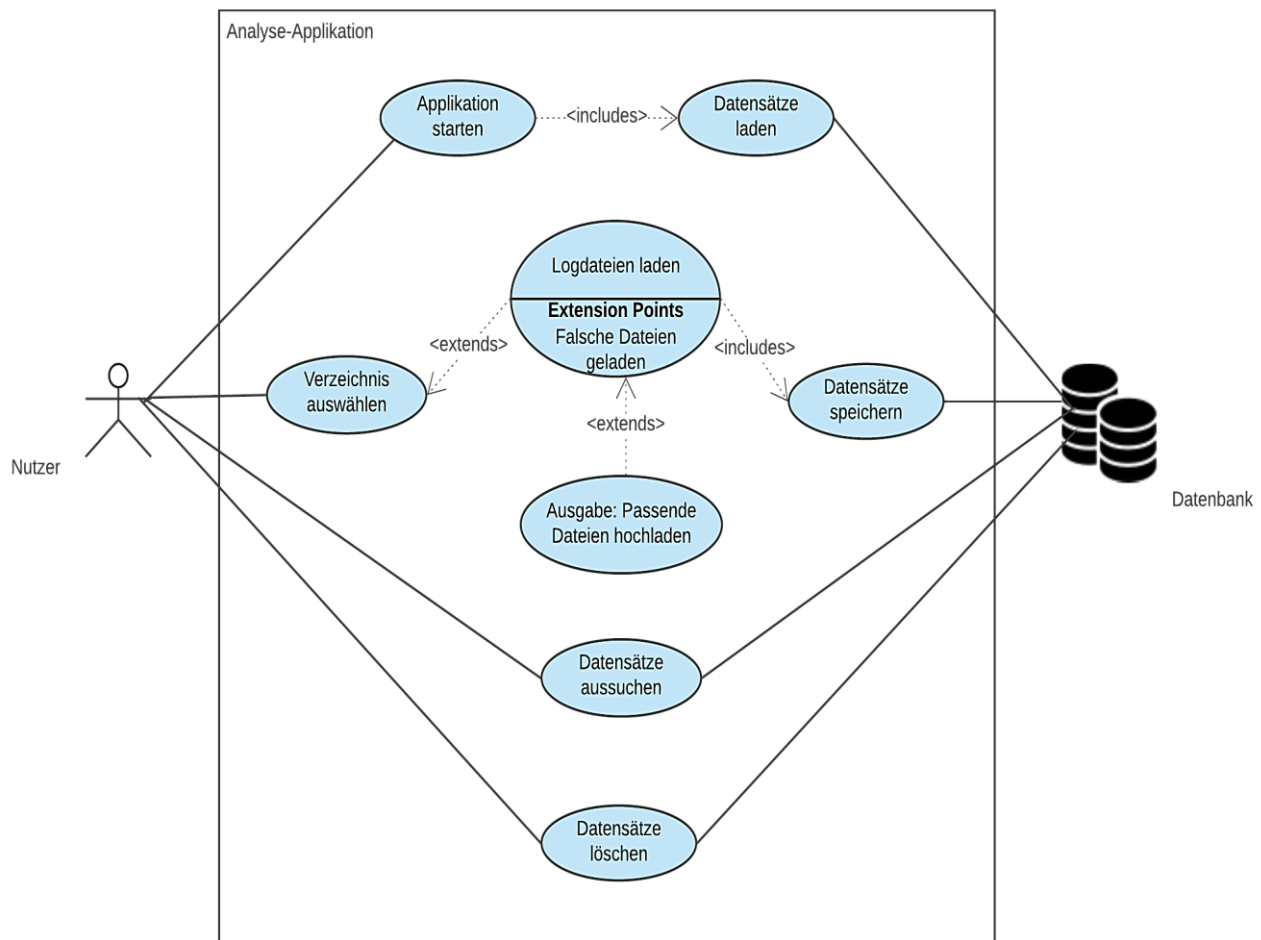 Analyse-Applikation
Applikation
starten
<includes>
Datensätze
laden
Logdateien laden
Extension Points
Falsche Dateien
geladen
<extends>
<includes>
Verzeichnis
auswählen
Datensätze
speichern
<extends>
Nutzer
Datenbank
Ausgabe: Passende
Dateien hochladen
Datensätze
aussuchen
Datensätze
löschen